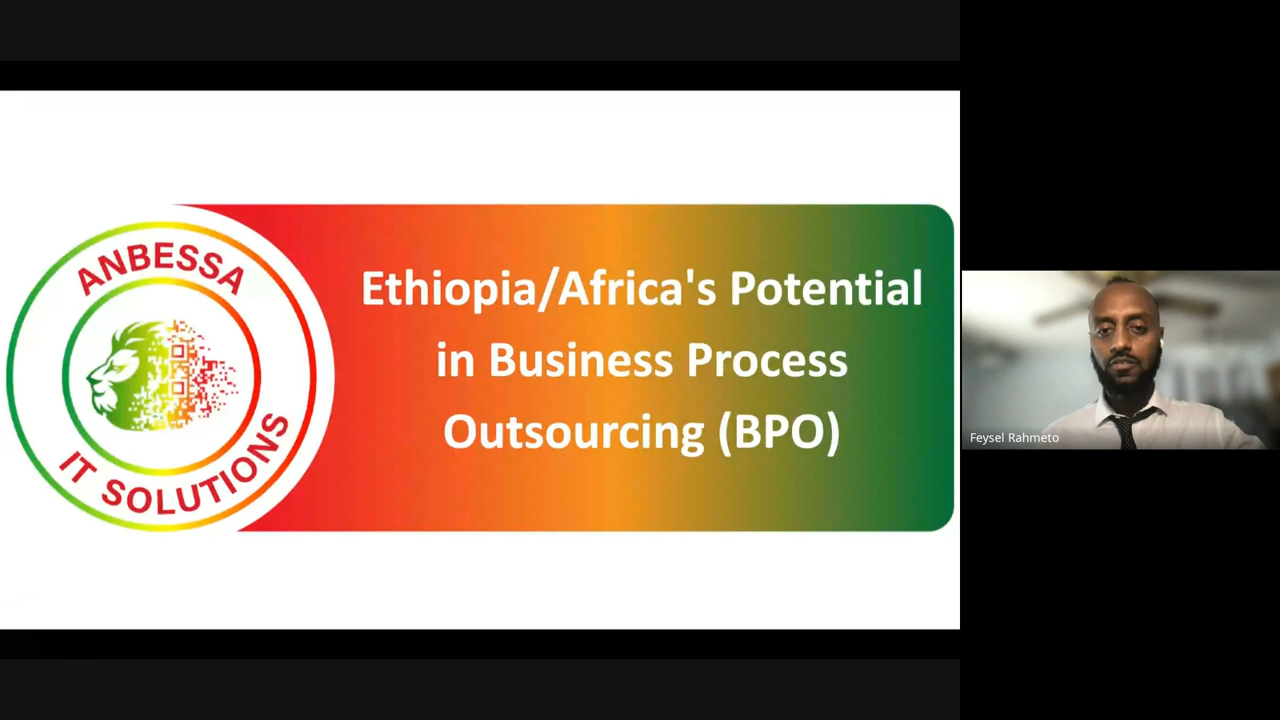 ANBESSA
IT SOLUTIONS
Ethiopia/Africa's Potential
in Business Process
Outsourcing (BPO)
Feysel Rahmeto